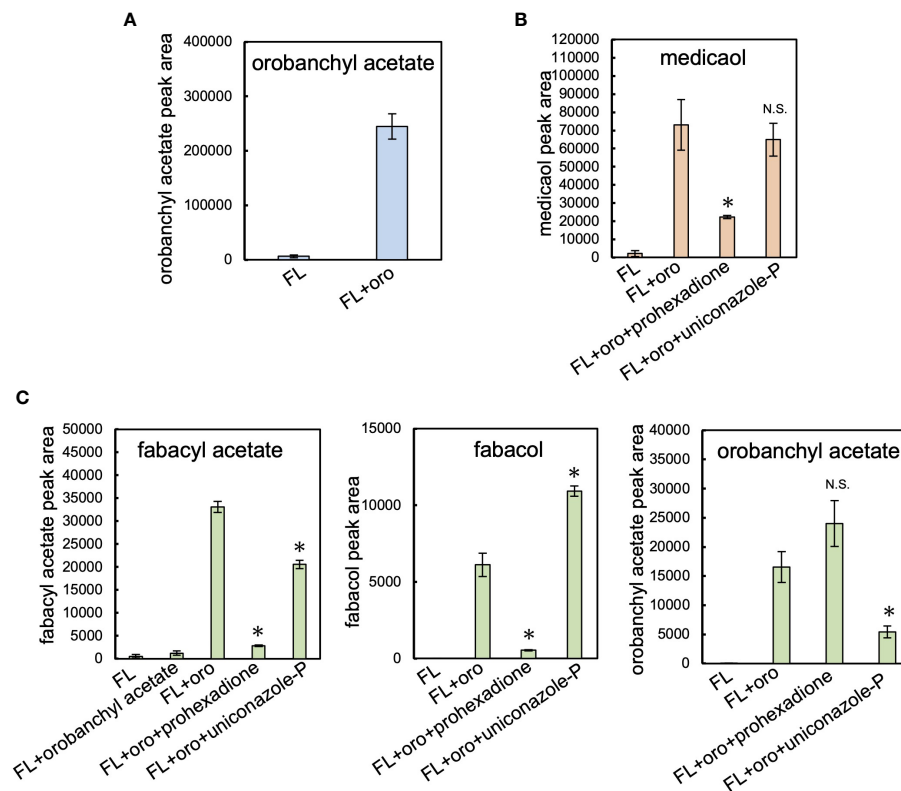 A
orobanchyl acetate peak area
400000
300000
200000
100000
0
orobanchyl acetate
FL
FL+oro
B
medicaol peak area
120000
110000
100000
90000
80000
70000
60000
50000
40000
30000
20000
10000
0
medicaol
N.S.
*
FL
FL+oro
FL+oro+prohexadione
FL+oro+uniconazole-P
C
fabacyl acetate peak area
50000
45000
40000
35000
30000
25000
20000
15000
10000
5000
0
fabacyl acetate
*
*
FL
FL+orobanchyl acetate
FL+oro
FL+oro+prohexadione
FL+oro+uniconazole-P
fabacol peak area
15000
10000
5000
0
fabacol
*
*
FL
FL+oro
FL+oro+prohexadione
FL+oro+uniconazole-P
orobanchyl acetate peak area
40000
35000
30000
25000
20000
15000
10000
5000
0
orobanchyl acetate
N.S.
*
FL
FL+oro
FL+oro+prohexadione
FL+oro+uniconazole-P